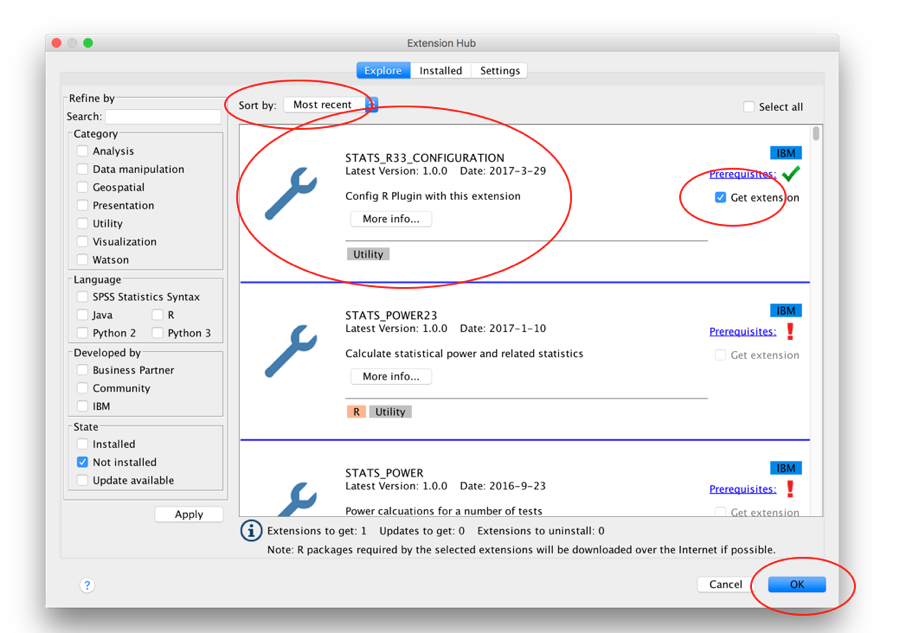 Extension Hub
Explore Installed Settings
Refine by
Search:
Category
Analysis
Data manipulation
Geospatial
Presentation
Utility
Visualization
Watson
Language
SPSS Statistics Syntax
Java R
Python 2 Python 3
Developed by
Business Partner
Community
IBM
State
Installed
Not installed
Update available
Apply
Sort by: Most recent
Select all
STATS_R33_CONFIGURATION
Latest Version: 1.0.0 Date: 2017-3-29
Config R Plugin with this extension
More info...
Utility
IBM
Prerequisites:
Get extension
STATS_POWER23
Latest Version: 1.0.0 Date: 2017-1-10
Calculate statistical power and related statistics
More info...
R Utility
IBM
Prerequisites:
Get extension
STATS_POWER
Latest Version: 1.0.0 Date: 2016-9-23
Power calcuations for a number of tests
IBM
Prerequisites:
Get extension
Extensions to get: 1 Updates to get: 0 Extensions to uninstall: 0
Note: R packages required by the selected extensions will be downloaded over the Internet if possible.
? Cancel OK